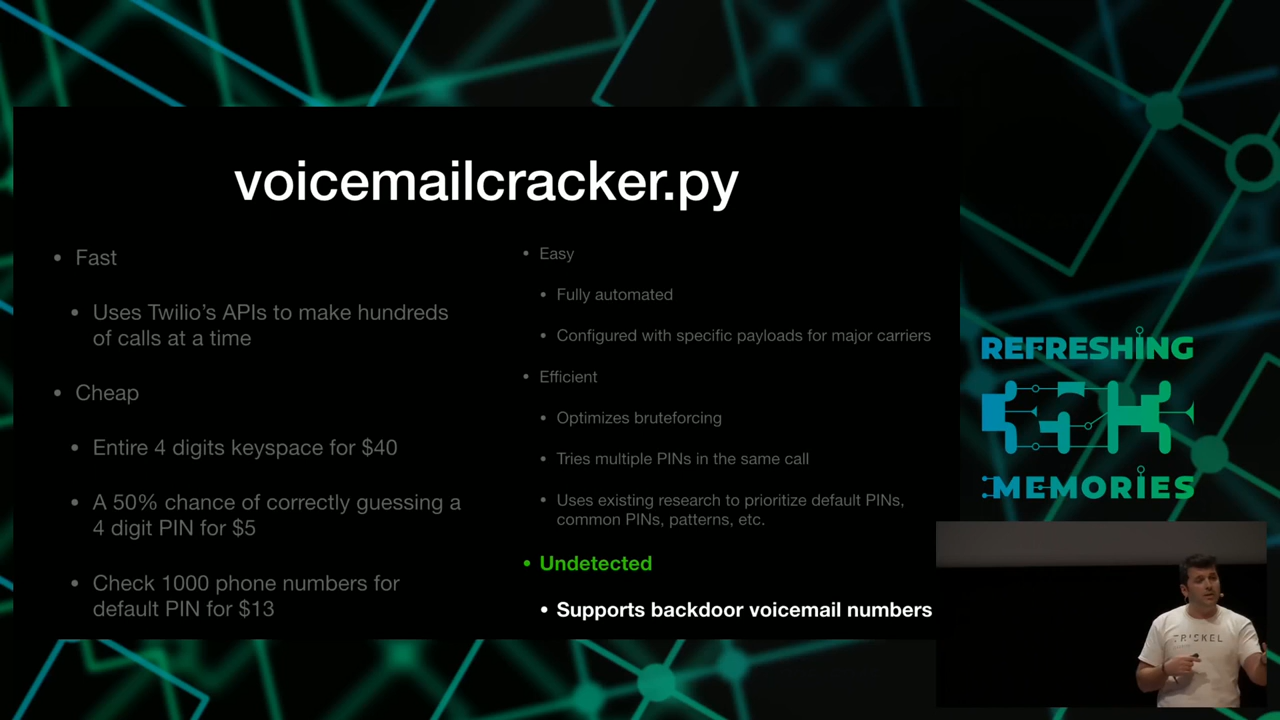 voicemailcracker.py
• Fast
• Uses Twilio's APIs to make hundreds
of calls at a time
• Cheap
• Entire 4 digits keyspace for $40
• A 50% chance of correctly guessing a
4 digit PIN for $5
• Check 1000 phone numbers for
default PIN for $13
• Easy
• Fully automated
• Configured with specific payloads for major carriers
• Efficient
• Optimizes bruteforcing
• Tries multiple PINs in the same call
• Uses existing research to prioritize default PINs,
common PINs, patterns, etc.
• Undetected
• Supports backdoor voicemail numbers
REFRESHING
MEMORIES
TRISKEL